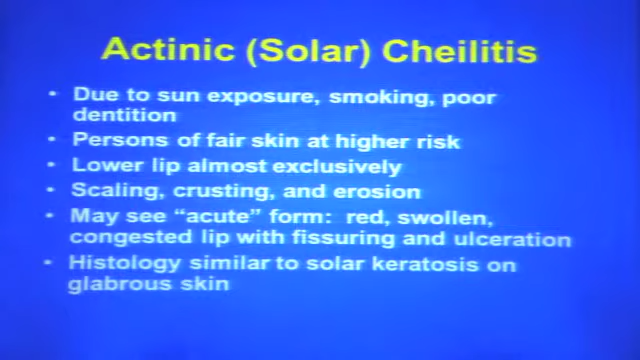 Actinic (Solar) Cheilitis
• Due to sun exposure, smoking, poor
dentition
• Persons of fair skin at higher risk
• Lower lip almost exclusively
• Scaling, crusting, and erosion
• May see “acute” form: red, swollen,
congested lip with fissuring and ulceration
• Histology similar to solar keratosis on
glabrous skin